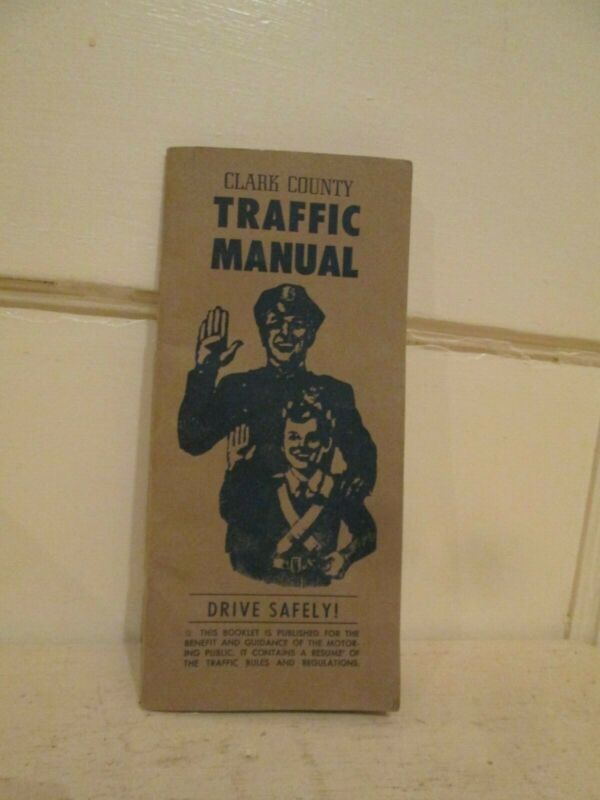 CLARK COUNTY
TRAFFIC
MANUAL
DRIVE SAFELY!
THIS BOOKLET IS PUBLISHED FOR THE
BENEFIT AND GUIDANCE OF THE MOTOR-
ING PUBLIC. IT CONTAINS A RESUME' OF
THE TRAFFIC RULES AND REGULATIONS.